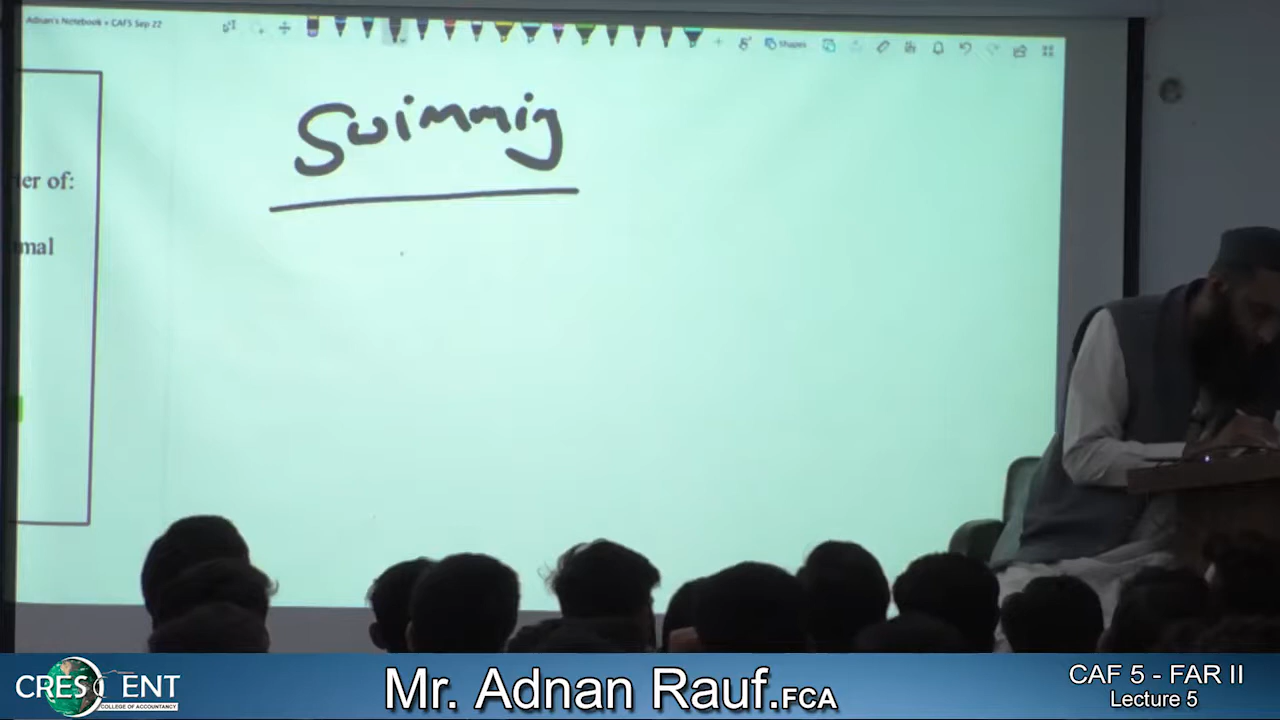 Adnan's Notebook » CAF5 Sep 22
Shapes
Swimmig
er of:
mal
CRESCENT
COLLEGE OF ACCOUNTANCY
Mr. Adnan Rauf.FCA
CAF 5 - FAR II
Lecture 5